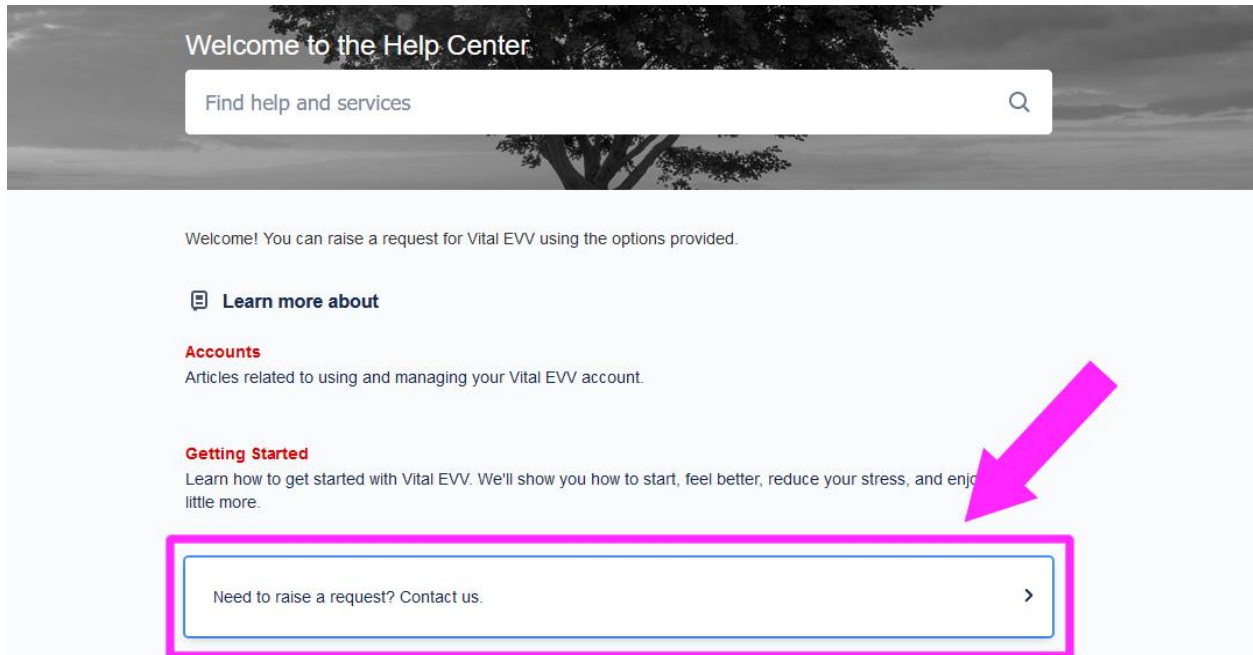 Welcome to the Help Center
Find help and services
Welcome! You can raise a request for Vital EVV using the options provided.
Learn more about
Accounts
Articles related to using and managing your Vital EVV account.
Getting Started
Learn how to get started with Vital EVV. We'll show you how to start, feel better, reduce your stress, and
little more.
Need to raise a request? Contact us.